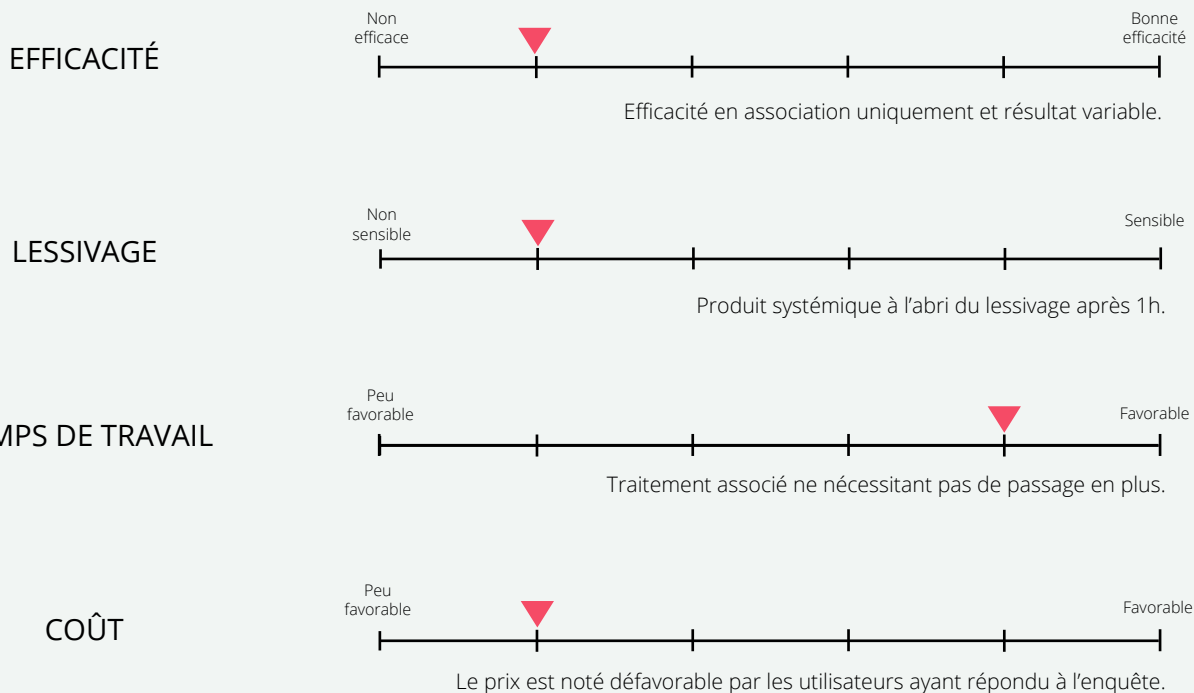 EFFICACITÉ
Non
efficace
Bonne
efficacité
Efficacité en association uniquement et résultat variable.
LESSIVAGE
Non
sensible
Sensible
Produit systémique à l’abri du lessivage après 1h.
MPS DE TRAVAIL
Peu
favorable
Favorable
Traitement associé ne nécessitant pas de passage en plus.
COÛT
Peu
favorable
Favorable
Le prix est noté défavorable par les utilisateurs ayant répondu à l’enquête.